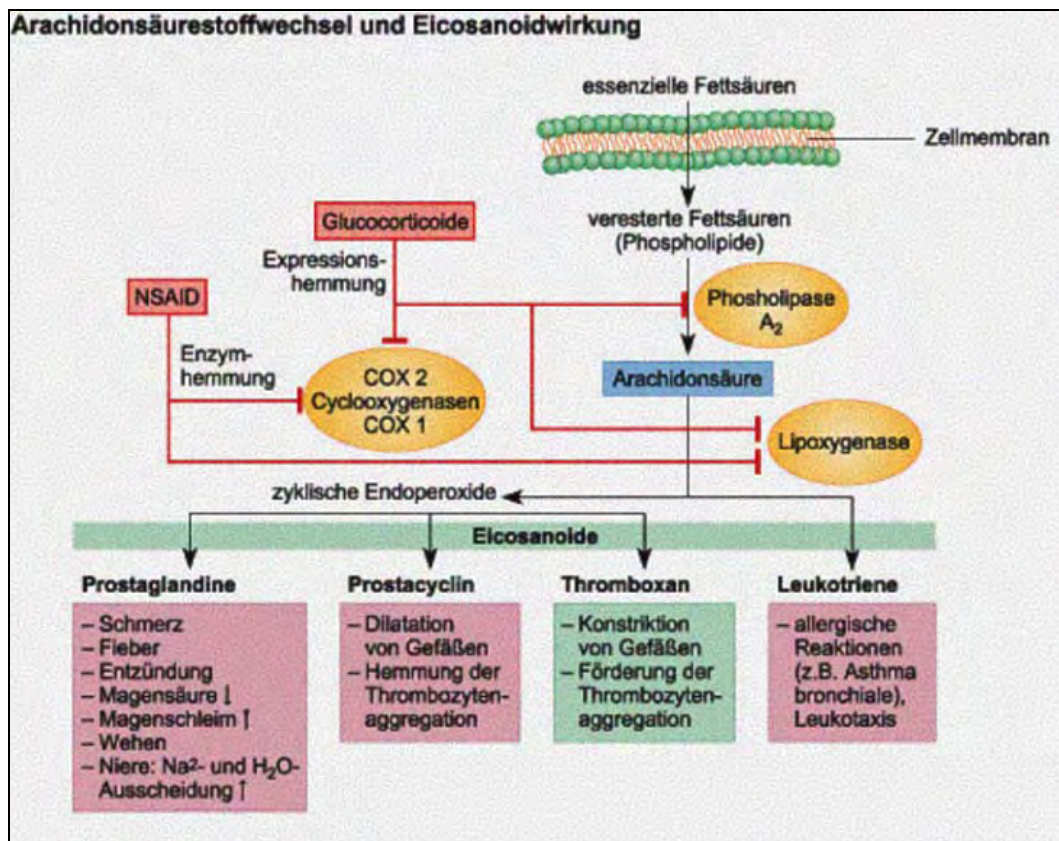 Arachidonsäurestoffwechsel und Eicosanoidwirkung
essenzielle Fettsäuren
Zellmembran
Glucocorticoide
veresterte Fettsäuren
(Phospholipide)
Expressions-
hemmung
NSAID
Phosholipase
A₂
Enzym-
hemmung
COX 2
Cyclooxygenasen
COX 1
Arachidonsäure
Lipoxygenase
zyklische Endoperoxide
Eicosanoide
Prostaglandine
– Schmerz
– Fieber
– Entzündung
– Magensäure ↓
– Magenschleim ↑
– Wehen
– Niere: Na²- und H₂O-
Ausscheidung ↑
Prostacyclin
– Dilatation
von Gefäßen
– Hemmung der
Thrombozyten-
aggregation
Thromboxan
– Konstriktion
von Gefäßen
– Förderung der
Thrombozyten-
aggregation
Leukotriene
– allergische
Reaktionen
(z.B. Asthma
bronchiale),
Leukotaxis